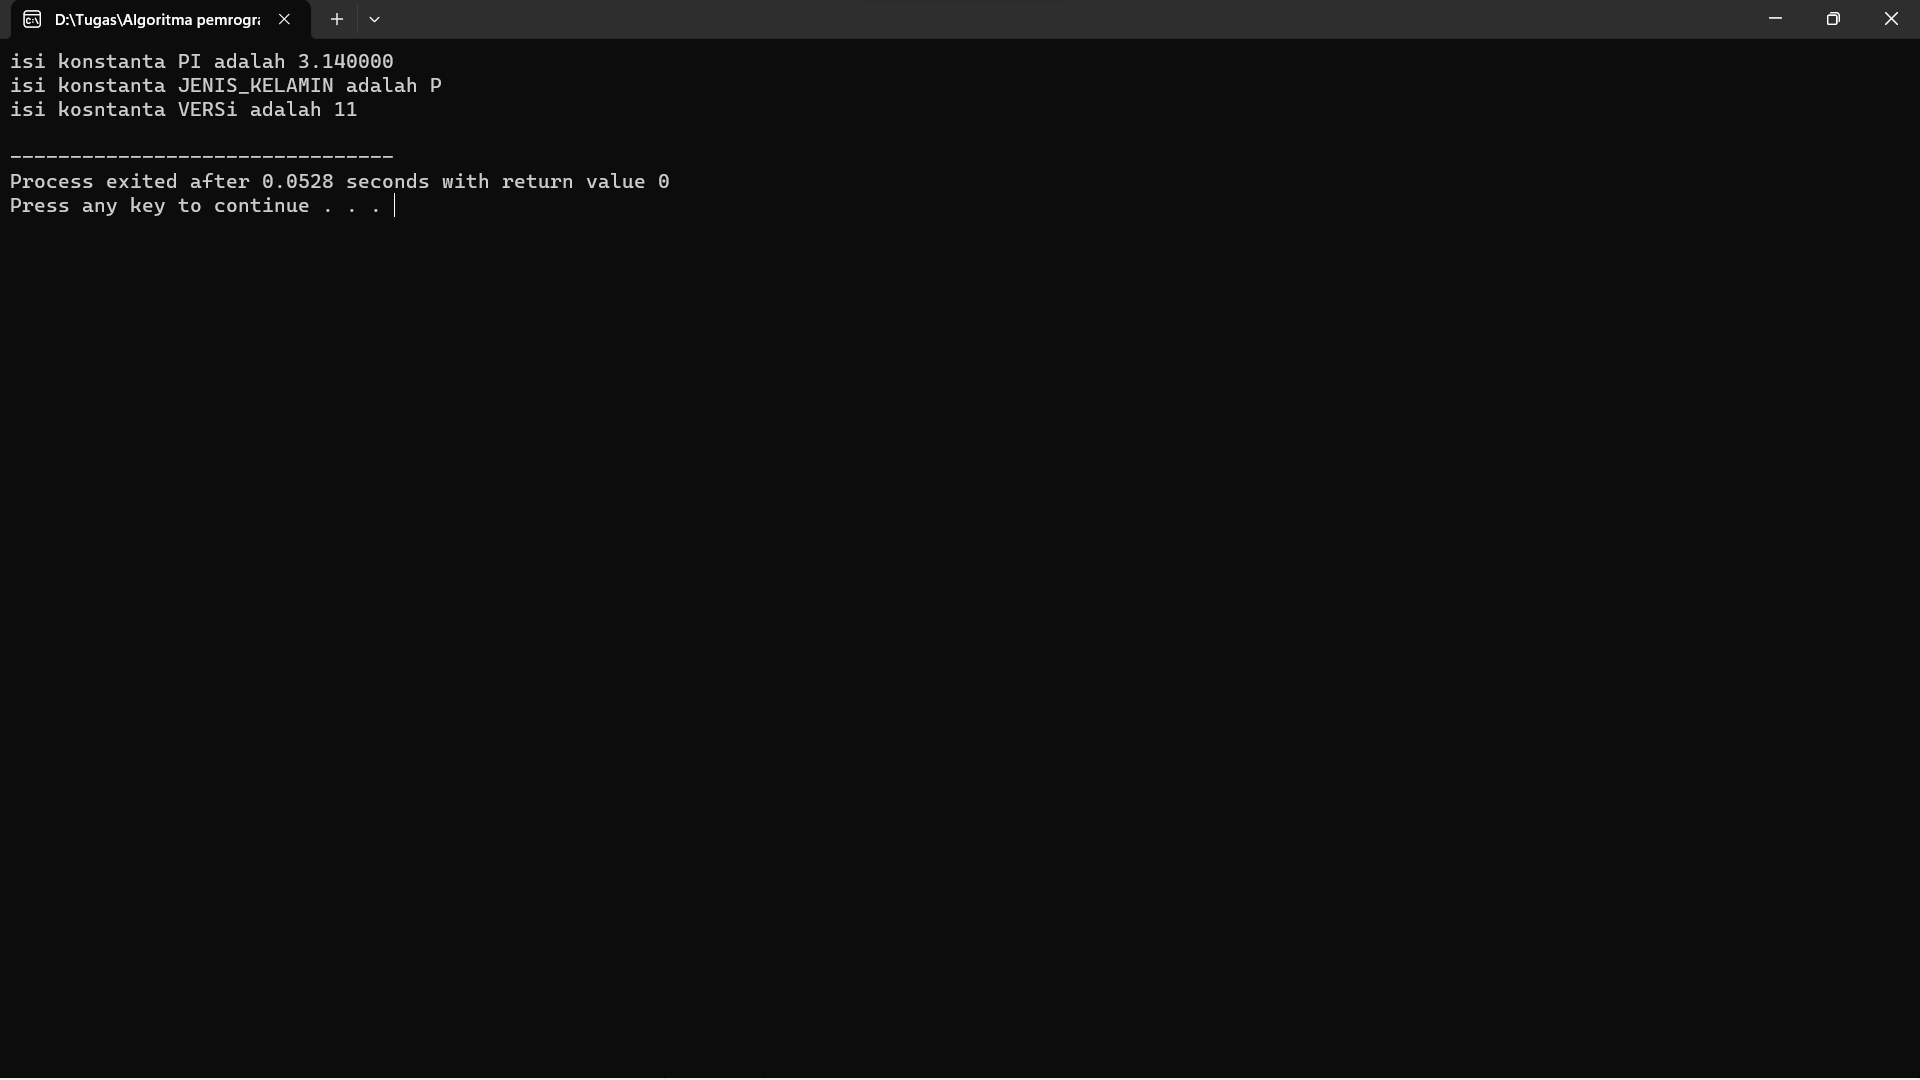 D:\Tugas\Algoritma pemrogra
isi konstanta PI adalah 3.140000
isi konstanta JENIS_KELAMIN adalah P
isi kosntanta VERSi adalah 11
--------------------------------
Process exited after 0.0528 seconds with return value 0
Press any key to continue . . .